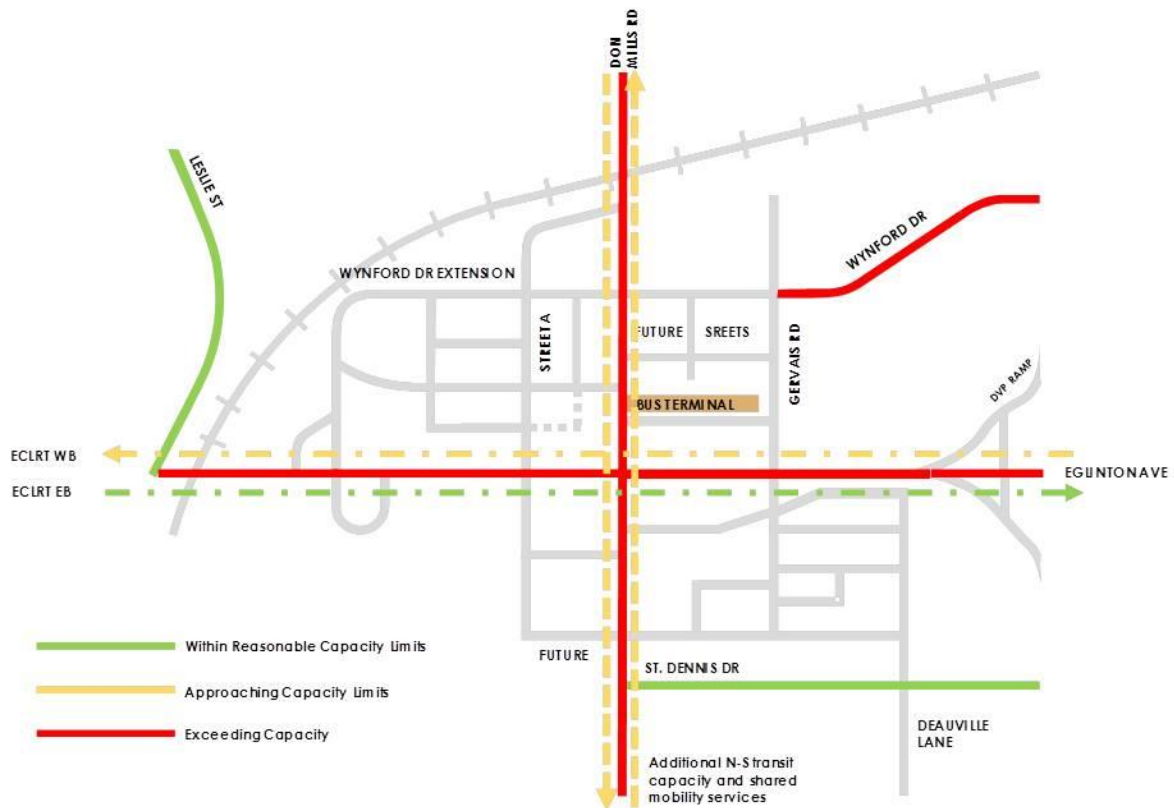 DON
MILLS RD
LESLIE ST
WYNFORD DR
WYNFORD DR EXTENSION
STREET A
FUTURE SREETS
GERVAIS RD
DVP RAMP
BUS TERMINAL
ECLRT WB
EGLINTON AVE
ECLRT EB
Within Reasonable Capacity Limits
FUTURE
ST. DENNIS DR
Approaching Capacity Limits
Exceeding Capacity
DEAUVILLE
LANE
Additional N-S transit
capacity and shared
mobility services